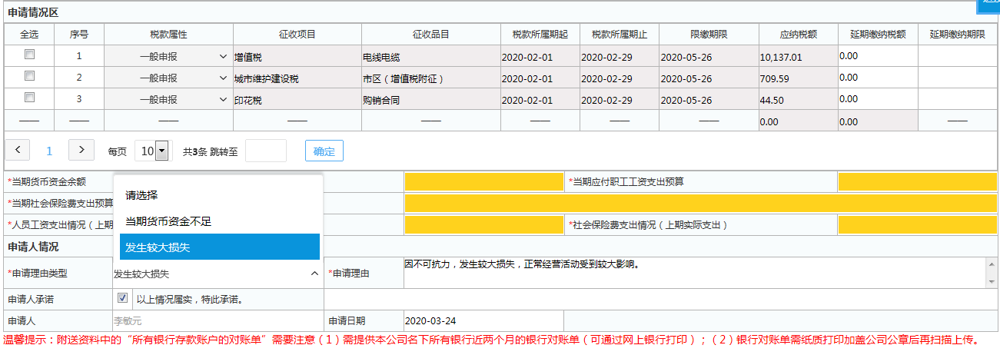 申请情况区
全选 序号 税款属性 征收项目 征收品目 税款所属期起 税款所属期止 限缴期限 应纳税额 延期缴纳税额 延期缴纳期限
1 一般申报 增值税 电线电缆 2020-02-01 2020-02-29 2020-05-26 10,137.01 0.00
2 一般申报 城市维护建设税 市区（增值税附征） 2020-02-01 2020-02-29 2020-05-26 709.59 0.00
3 一般申报 印花税 购销合同 2020-02-01 2020-02-29 2020-05-26 44.50 0.00
—— —— —— —— —— —— —— —— 0.00 0.00 ——
< 1 > 每页 10 共3条 跳转至 确定
*当期货币资金余额 *当期应付职工工资支出预算
请选择
*当期社会保险费支出预算
当期货币资金不足
*人员工资支出情况（上期 *社会保险费支出情况（上期实际支出）
发生较大损失
申请人情况
*申请理由类型 发生较大损失 *申请理由 因不可抗力，发生较大损失，正常经营活动受到较大影响。
申请人承诺 以上情况属实，特此承诺。
申请人 李敏元 申请日期 2020-03-24
温馨提示：附送资料中的“所有银行存款账户的对账单”需要注意（1）需提供本公司名下所有银行近两个月的银行对账单（可通过网上银行打印）；（2）银行对账单需纸质打印加盖公司公章后再扫描上传。